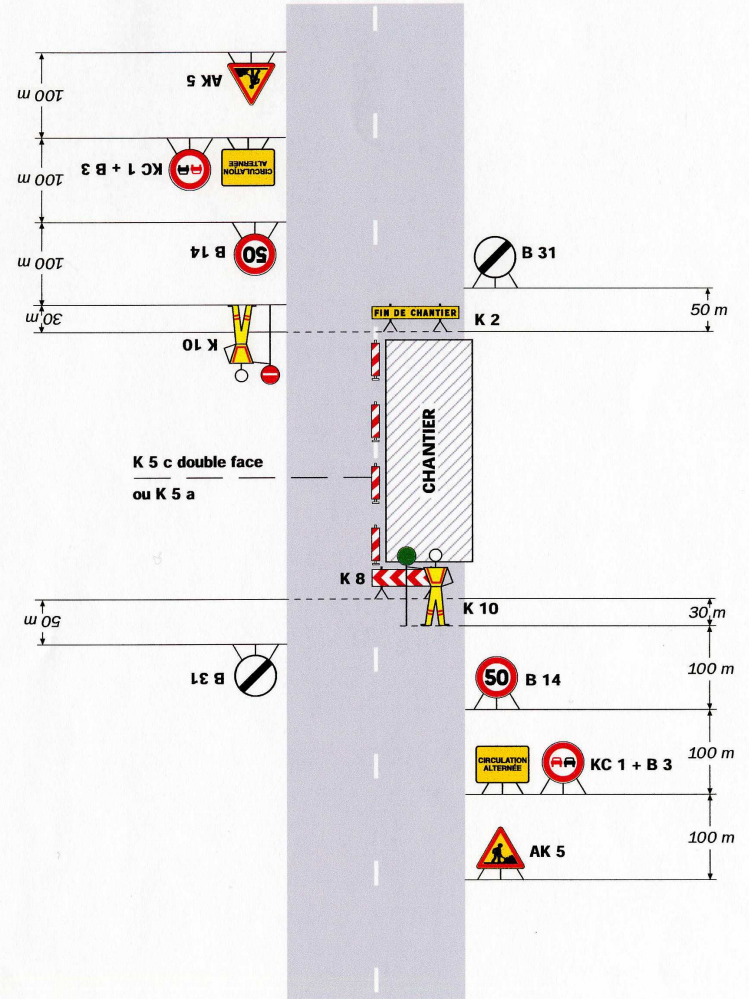 AK 5
100 m
KC 1 + B 3
CIRCULATION
ALTERNÉE
100 m
B 14
50
100 m
B 31
30 m
FIN DE CHANTIER
K 2
50 m
K 10
CHANTIER
K 5 c double face
ou K 5 a
K 8
K 10
30 m
50 m
B 31
50
B 14
100 m
CIRCULATION
ALTERNÉE
KC 1 + B 3
100 m
AK 5
100 m